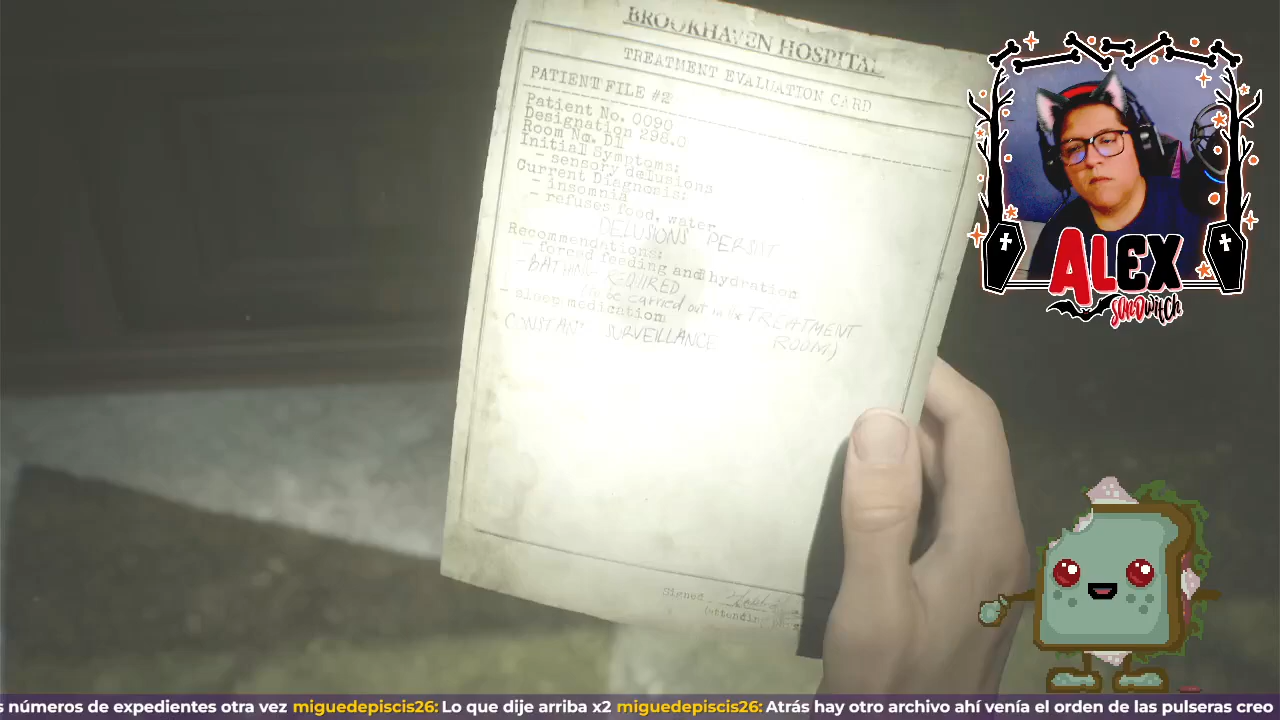 BROOKHAVEN HOSPITAL
TREATMENT EVALUATION CARD
PATIENT FILE #2
Patient No. 0090
Designation 298.0
Room No. D1
Initial Symptoms:
- sensory delusions
Current Diagnosis:
- insomnia
- refuses food, water
DELUSIONS PERSIST
Recommendations:
- forced feeding and hydration
- BATHING REQUIRED
to be carried out in the TREATMENT ROOM)
- sleep medication
CONSTANT SURVEILLANCE
Signed
(attending
ALEX
SANDWITCH
s números de expedientes otra vez miguedepiscis26: Lo que dije arriba x2 miguedepiscis26: Atrás hay otro archivo ahí venía el orden de las pulseras creo